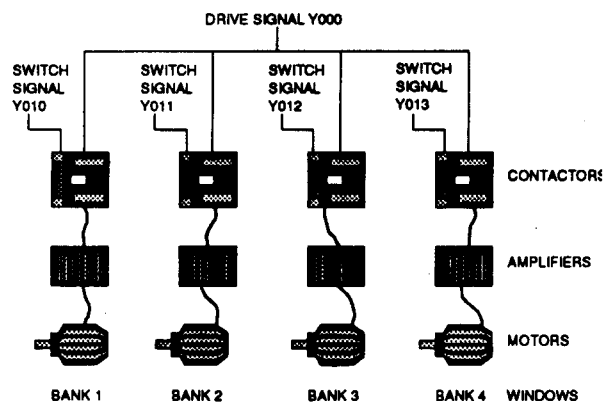 DRIVE SIGNAL Y000
SWITCH
SIGNAL
Y010
SWITCH
SIGNAL
Y011
SWITCH
SIGNAL
Y012
SWITCH
SIGNAL
Y013
CONTACTORS
AMPLIFIERS
MOTORS
BANK 1 BANK 2 BANK 3 BANK 4 WINDOWS